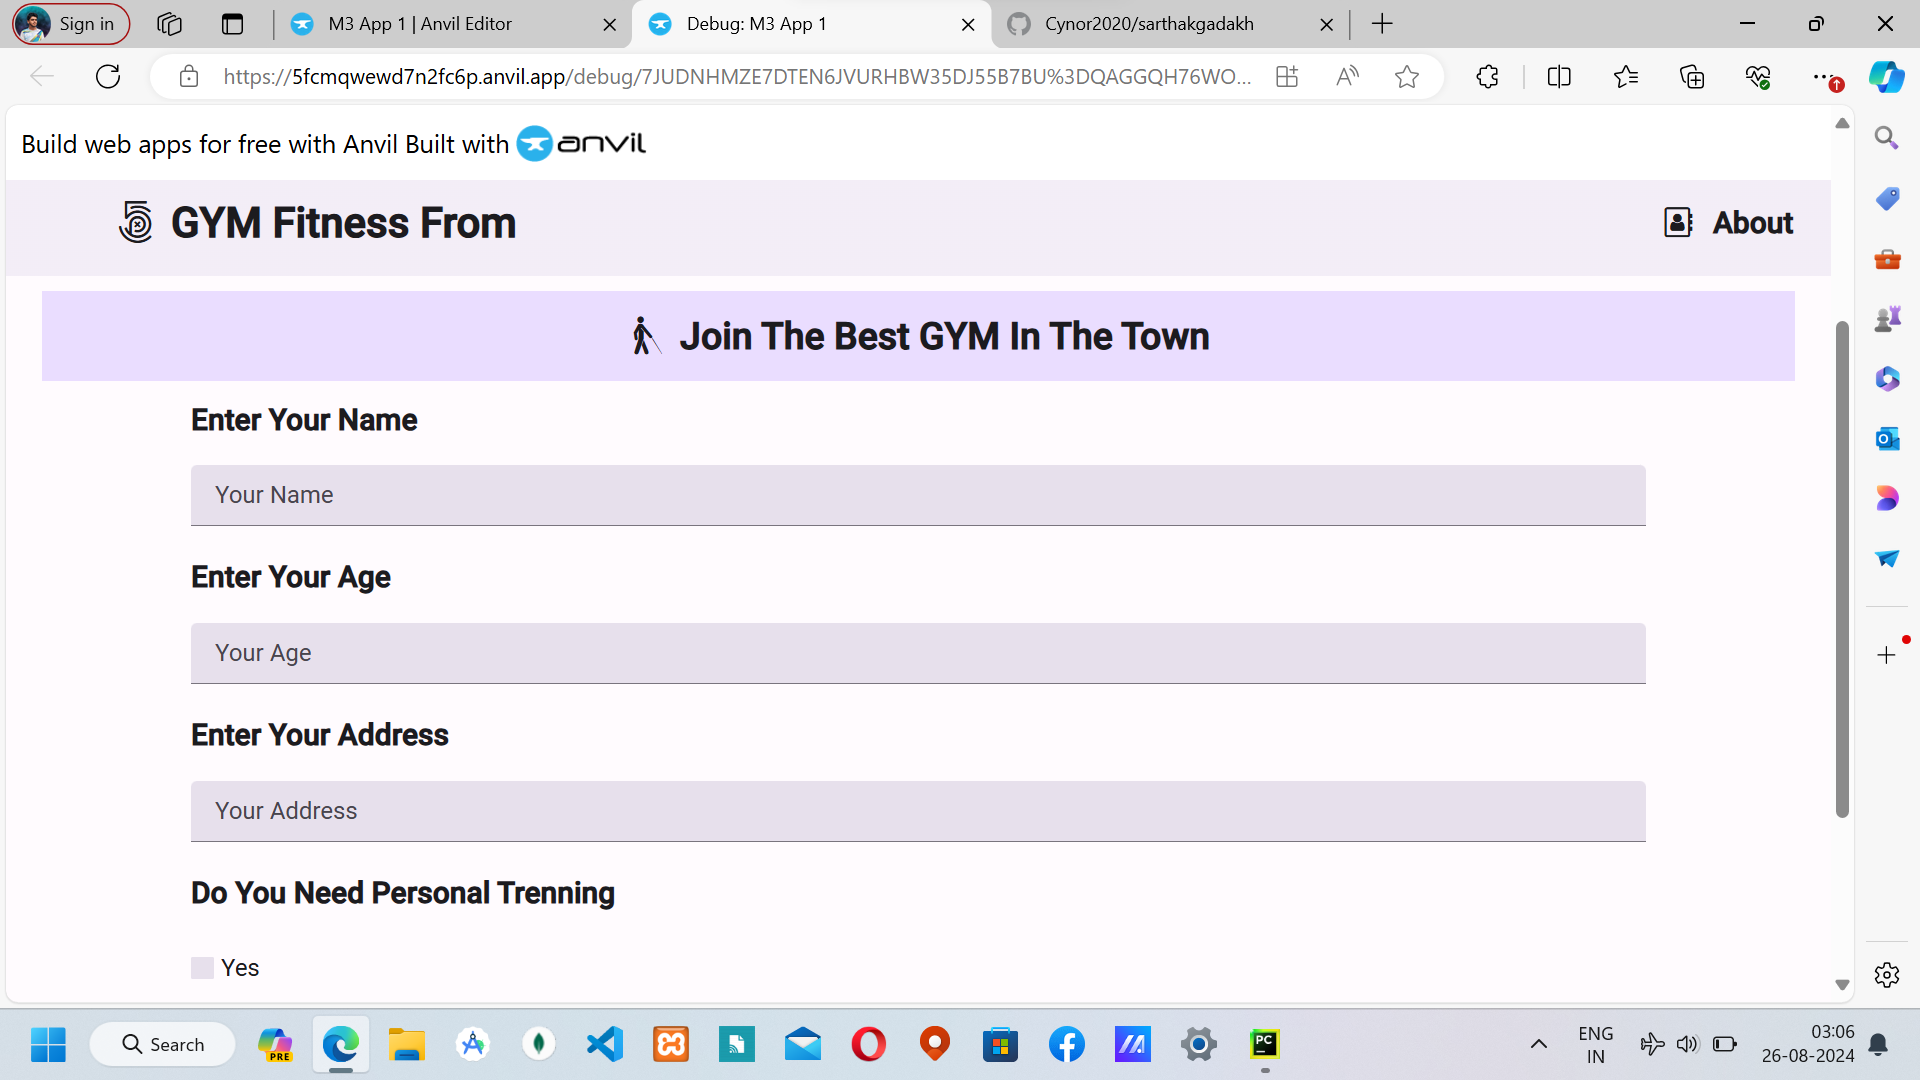 Sign in
M3 App 1 | Anvil Editor
Debug: M3 App 1
Cynor2020/sarthakgadakh
https://5fcmqwewd7n2fc6p.anvil.app/debug/7JUDNHMZE7DTEN6JVURHBW35DJ55B7BU%3DQAGGQH76WO...
Build web apps for free with Anvil Built with anvil
GYM Fitness From
About
Join The Best GYM In The Town
Enter Your Name
Your Name
Enter Your Age
Your Age
Enter Your Address
Your Address
Do You Need Personal Trenning
Yes
Search
PRE
PC
ENG
IN
03:06
26-08-2024